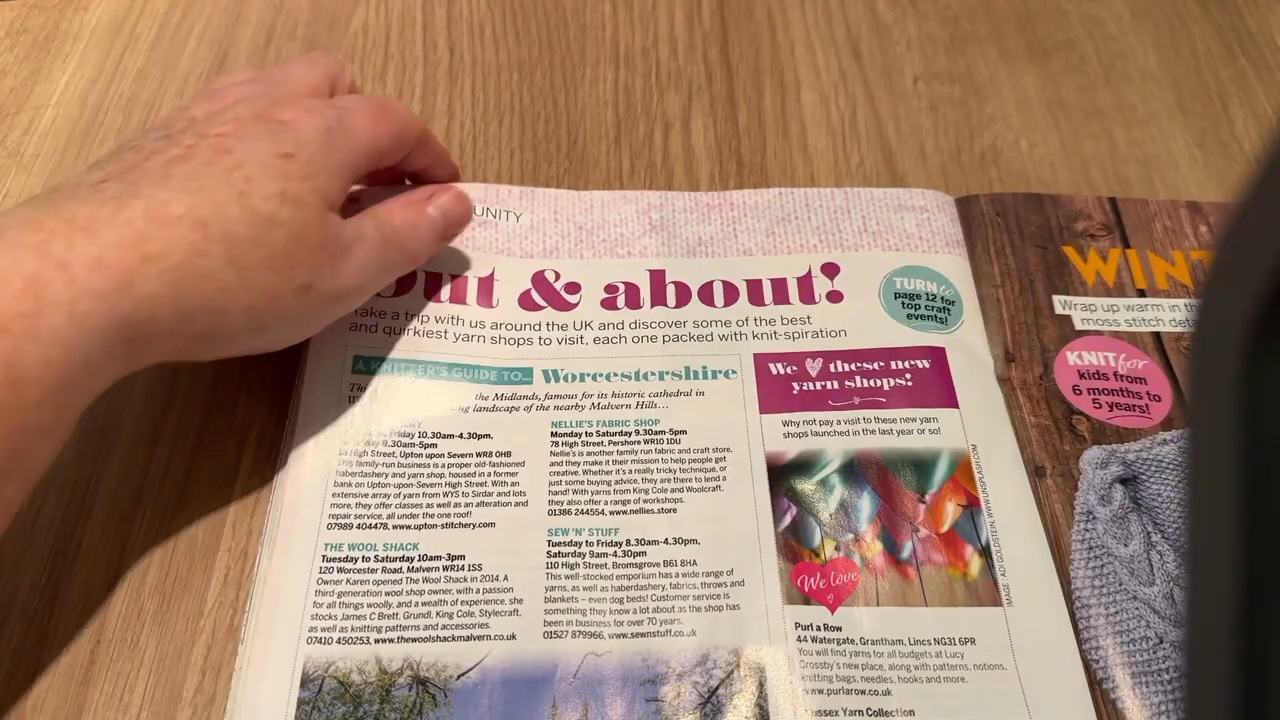 UNITY
out & about!
Take a trip with us around the UK and discover some of the best
and quirkiest yarn shops to visit, each one packed with knit-spiration
TURN to
page 12 for
top craft
events!
A KNITTER'S GUIDE TO... Worcestershire
the Midlands, famous for its historic cathedral in
landscape of the nearby Malvern Hills...
Friday 10.30am-4.30pm,
9.30am-5pm
High Street, Upton upon Severn WR8 0HB
This family-run business is a proper old-fashioned
haberdashery and yarn shop, housed in a former
bank on Upton-upon-Severn High Street. With an
extensive array of yarn from WYS to Sirdar and lots
more, they offer classes as well as an alteration and
repair service, all under the one roof!
07989 404478, www.upton-stitchery.com
THE WOOL SHACK
Tuesday to Saturday 10am-3pm
120 Worcester Road, Malvern WR14 1SS
Owner Karen opened The Wool Shack in 2014. A
third-generation wool shop owner, with a passion
for all things woolly, and a wealth of experience, she
stocks James C Brett, Grundl, King Cole, Stylecraft,
as well as knitting patterns and accessories.
07410 450253, www.thewoolshackmalvern.co.uk
NELLIE'S FABRIC SHOP
Monday to Saturday 9.30am-5pm
78 High Street, Pershore WR10 1DU
Nellie's is another family run fabric and craft store,
and they make it their mission to help people get
creative. Whether it's a really tricky technique, or
just some buying advice, they are there to lend a
hand! With yarns from King Cole and Woolcraft,
they also offer a range of workshops.
01386 244554, www.nellies.store
SEW 'N' STUFF
Tuesday to Friday 8.30am-4.30pm,
Saturday 9am-4.30pm
110 High Street, Bromsgrove B61 8HA
This well-stocked emporium has a wide range of
yarns, as well as haberdashery, fabrics, throws and
blankets – even dog beds! Customer service is
something they know a lot about as the shop has
been in business for over 70 years.
01527 879966, www.sewnstuff.co.uk
We these new
yarn shops!
Why not pay a visit to these new yarn
shops launched in the last year or so!
IMAGE: ADI GOLDSTEIN, WWW.UNSPLASH.COM
We love
Purl a Row
44 Watergate, Grantham, Lincs NG31 6PR
You will find yarns for all budgets at Lucy
Crossby's new place, along with patterns, notions,
knitting bags, needles, hooks and more.
www.purlarow.co.uk
ussex Yarn Collection
WINT
Wrap up warm in th
moss stitch deta
KNIT for
kids from
6 months to
5 years!